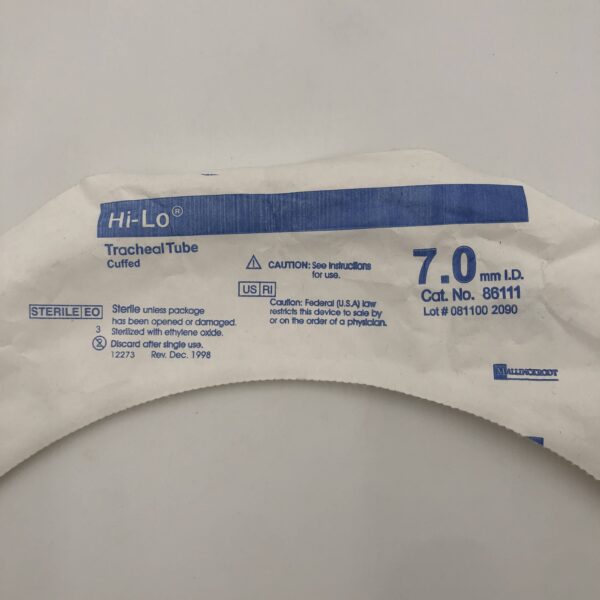 Hi-Lo®
Tracheal Tube
Cuffed
CAUTION: See Instructions
for use.
7.0 mm I.D.
Cat. No. 86111
Lot # 081100 2090
US RI
Caution: Federal (U.S.A) law
restricts this device to sale by
or on the order of a physician.
STERILE EO
Sterile unless package
has been opened or damaged.
Sterilized with ethylene oxide.
3
2
Discard after single use.
12273 Rev. Dec. 1998
MALLINCKRODT